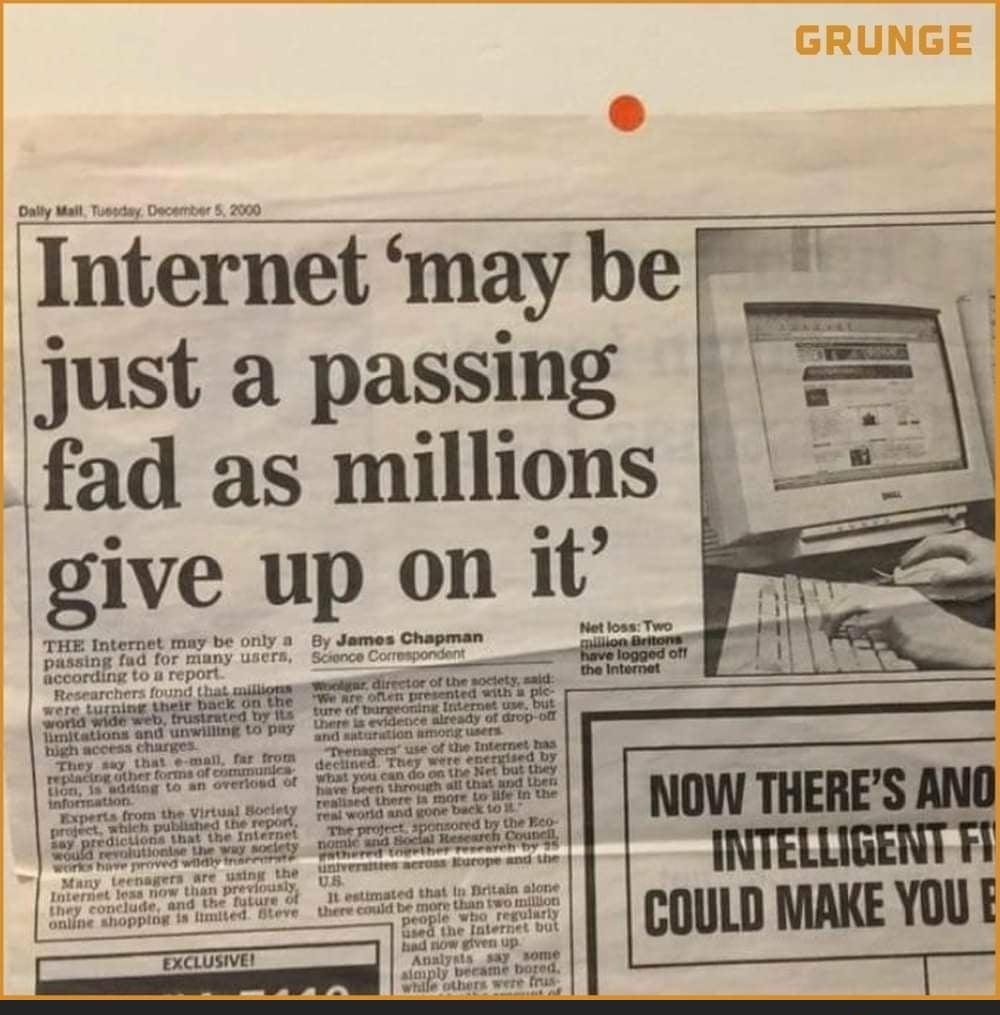 GRUNGE
Daily Mail, Tuesday, December 5, 2000
Internet ‘may be
just a passing
fad as millions
give up on it’
THE Internet may be only a
passing fad for many users,
according to a report.
Researchers found that millions
were turning their back on the
world wide web, frustrated by its
limitations and unwilling to pay
high access charges.
They say that e-mail, far from
replacing other forms of communica-
tion, is adding to an overload of
information.
Experts from the Virtual Society
project, which published the report,
say predictions that the Internet
would revolutionise the way society
works have proved wildly inaccurate.
Many teenagers are using the
Internet less now than previously,
they conclude, and the future of
online shopping is limited. Steve
By James Chapman
Science Correspondent
Woolgar, director of the society, said:
'We are often presented with a pic-
ture of burgeoning Internet use, but
there is evidence already of drop-off
and saturation among users.
'Teenagers' use of the Internet has
declined. They were energised by
what you can do on the Net but they
have been through all that and then
realised there is more to life in the
real world and gone back to it.'
The project, sponsored by the Eco-
nomic and Social Research Council,
gathered together research by 25
universities across Europe and the
U.S.
It estimated that in Britain alone
there could be more than two million
people who regularly
used the Internet but
had now given up.
Analysts say some
simply became bored,
while others were frus-
Net loss: Two
million Britons
have logged off
the Internet
DELL
EXCLUSIVE!
NOW THERE'S ANO
INTELLIGENT FI
COULD MAKE YOU